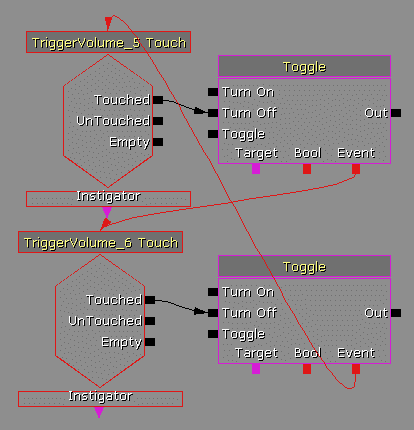 TriggerVolume_5 Touch
Touched
UnTouched
Empty
Instigator
Toggle
Turn On
Turn Off
Toggle
Out
Target Bool Event
TriggerVolume_6 Touch
Touched
UnTouched
Empty
Instigator
Toggle
Turn On
Turn Off
Toggle
Out
Target Bool Event